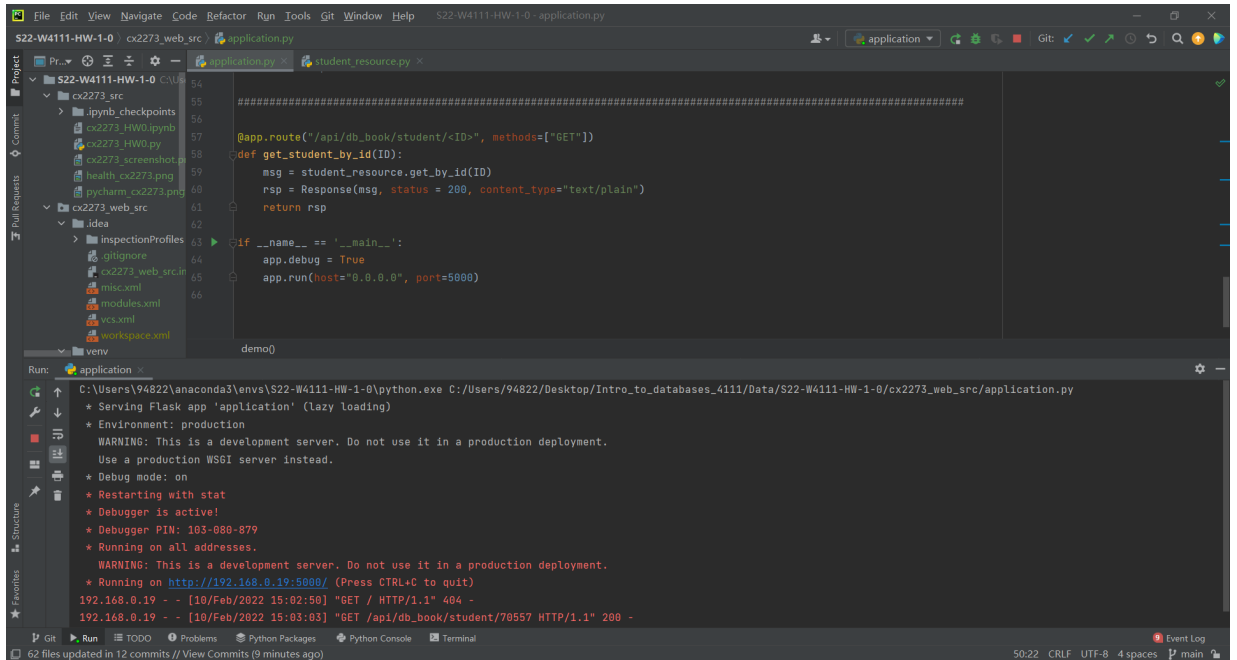 File Edit View Navigate Code Refactor Run Tools Git Window Help S22-W4111-HW-1-0 - application.py
S22-W4111-HW-1-0 cx2273_web_src application.py
application
Git:
Project
Commit
Pull Requests
Structure
Favorites
Pr...
application.py
student_resource.py
S22-W4111-HW-1-0 C:\Us
cx2273_src
.ipynb_checkpoints
cx2273_HW0.ipynb
cx2273_HW0.py
cx2273_screenshot.p
health_cx2273.png
pycharm_cx2273.png
cx2273_web_src
.idea
inspectionProfiles
.gitignore
cx2273_web_src.im
misc.xml
modules.xml
vcs.xml
workspace.xml
venv
54
55 ##################################################################################################################
56
57 @app.route("/api/db_book/student/<ID>", methods=["GET"])
58 def get_student_by_id(ID):
59 msg = student_resource.get_by_id(ID)
60 rsp = Response(msg, status = 200, content_type="text/plain")
61 return rsp
62
63 if __name__ == '__main__':
64 app.debug = True
65 app.run(host="0.0.0.0", port=5000)
66
demo()
Run: application
C:\Users\94822\anaconda3\envs\S22-W4111-HW-1-0\python.exe C:/Users/94822/Desktop/Intro_to_databases_4111/Data/S22-W4111-HW-1-0/cx2273_web_src/application.py
* Serving Flask app 'application' (lazy loading)
* Environment: production
WARNING: This is a development server. Do not use it in a production deployment.
Use a production WSGI server instead.
* Debug mode: on
* Restarting with stat
* Debugger is active!
* Debugger PIN: 103-080-879
* Running on all addresses.
WARNING: This is a development server. Do not use it in a production deployment.
* Running on http://192.168.0.19:5000/ (Press CTRL+C to quit)
192.168.0.19 - - [10/Feb/2022 15:02:50] "GET / HTTP/1.1" 404 -
192.168.0.19 - - [10/Feb/2022 15:03:03] "GET /api/db_book/student/70557 HTTP/1.1" 200 -
Git Run TODO Problems Python Packages Python Console Terminal 9 Event Log
62 files updated in 12 commits // View Commits (9 minutes ago) 50:22 CRLF UTF-8 4 spaces main